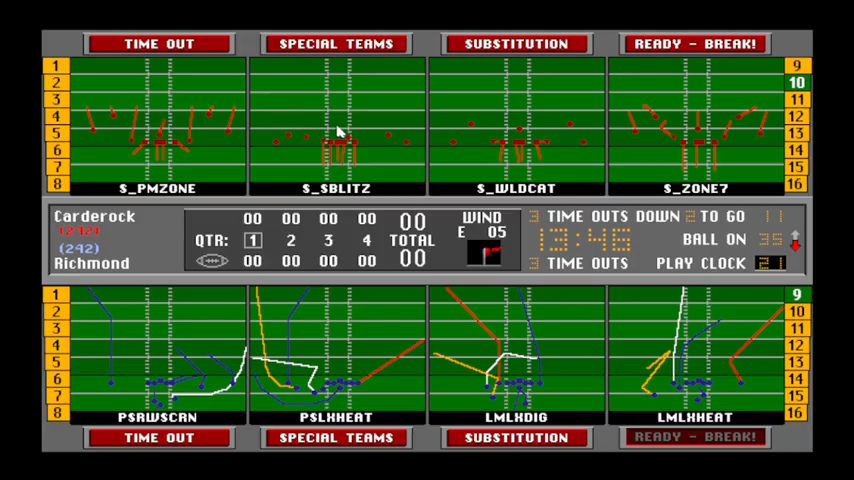 TIME OUT SPECIAL TEAMS SUBSTITUTION READY - BREAK!
1 9
2 10
3 11
4 12
5 13
6 14
7 15
8 16
S_PMZONE S_SBLITZ S_WLDCAT S_ZONE7
Carderock 00 00 00 00 00 WIND 3 TIME OUTS DOWN 2 TO GO 11
(242) E 05
QTR: 1 2 3 4 TOTAL 13:46 BALL ON 35
(242)
Richmond 00 00 00 00 00 3 TIME OUTS PLAY CLOCK 21
1 9
2 10
3 11
4 12
5 13
6 14
7 15
8 16
PSRWSCRN PSLXHEAT LMLXDIG LMLXHEAT
TIME OUT SPECIAL TEAMS SUBSTITUTION READY - BREAK!